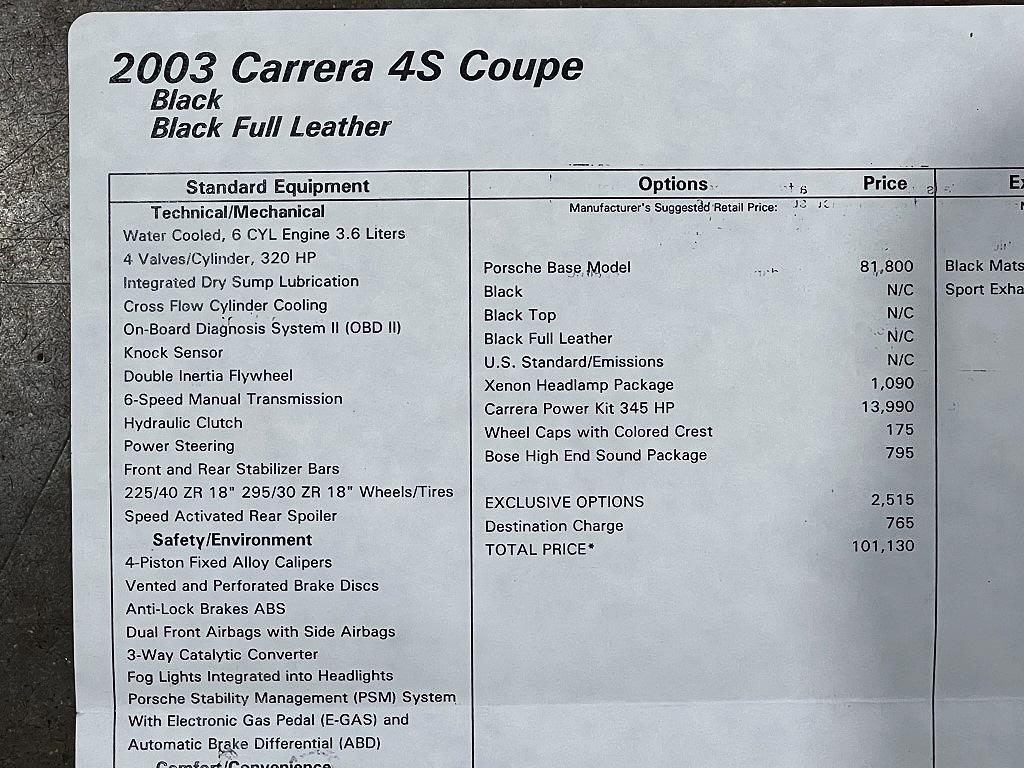 2003 Carrera 4S Coupe
Black
Black Full Leather
Standard Equipment
Technical/Mechanical
Water Cooled, 6 CYL Engine 3.6 Liters
4 Valves/Cylinder, 320 HP
Integrated Dry Sump Lubrication
Cross Flow Cylinder Cooling
On-Board Diagnosis System II (OBD II)
Knock Sensor
Double Inertia Flywheel
6-Speed Manual Transmission
Hydraulic Clutch
Power Steering
Front and Rear Stabilizer Bars
225/40 ZR 18" 295/30 ZR 18" Wheels/Tires
Speed Activated Rear Spoiler
Safety/Environment
4-Piston Fixed Alloy Calipers
Vented and Perforated Brake Discs
Anti-Lock Brakes ABS
Dual Front Airbags with Side Airbags
3-Way Catalytic Converter
Fog Lights Integrated into Headlights
Porsche Stability Management (PSM) System
With Electronic Gas Pedal (E-GAS) and
Automatic Brake Differential (ABD)
Comfort/Convenience
Options Price
Manufacturer's Suggested Retail Price:
Porsche Base Model 81,800
Black N/C
Black Top N/C
Black Full Leather N/C
U.S. Standard/Emissions N/C
Xenon Headlamp Package 1,090
Carrera Power Kit 345 HP 13,990
Wheel Caps with Colored Crest 175
Bose High End Sound Package 795
EXCLUSIVE OPTIONS 2,515
Destination Charge 765
TOTAL PRICE* 101,130
Black Mats
Sport